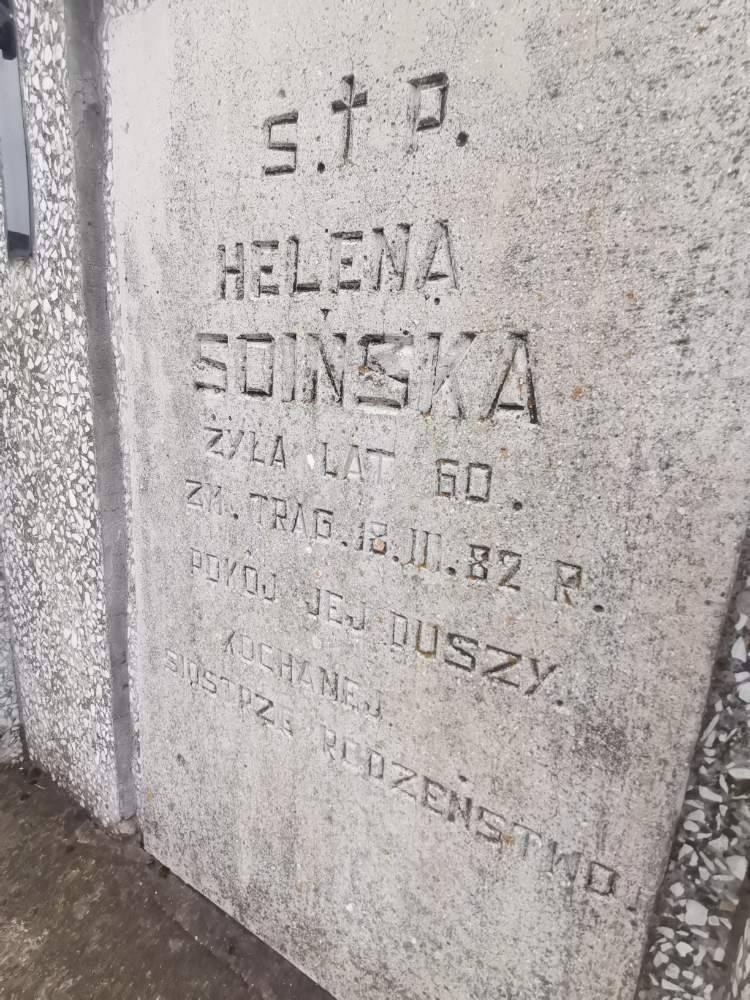 S.†P.
HELENA
SOIŃSKA
ŻYŁA LAT 60.
ZM. TRAG. 18.III.82 R.
POKÓJ JEJ DUSZY.
KOCHANEJ
SIOSTRZE RODZEŃSTWO.